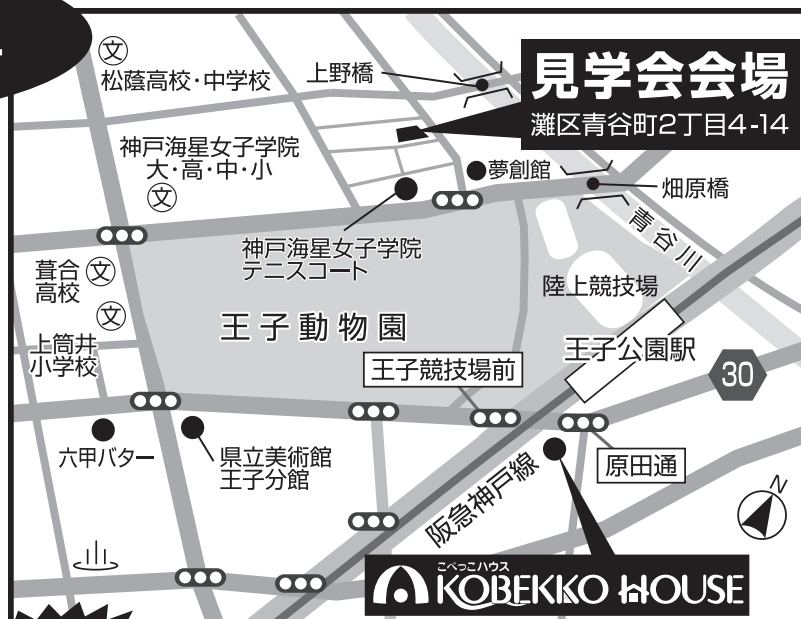 文
松蔭高校・中学校
上野橋
見学会会場
灘区青谷町2丁目4-14
神戸海星女子学院
大・高・中・小
文
夢創館
畑原橋
青谷川
神戸海星女子学院
テニスコート
葺合
高校
文
文
上筒井
小学校
陸上競技場
王子動物園
王子公園駅
王子競技場前
30
六甲バター
県立美術館
王子分館
原田通
阪急神戸線
N
こべっこハウス
KOBEKKO HOUSE